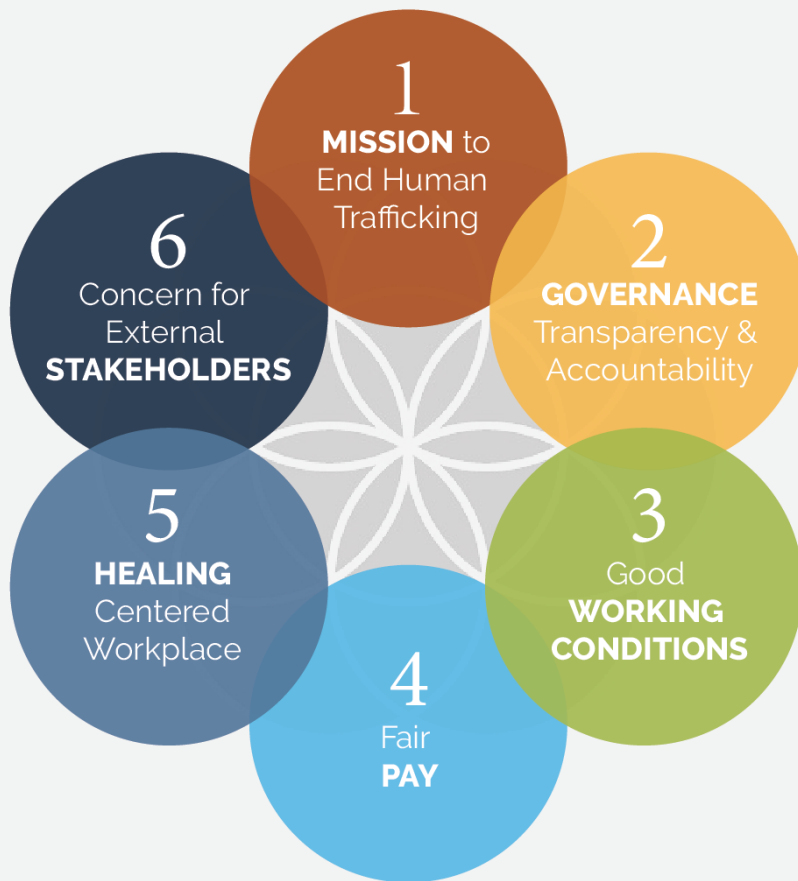 1
MISSION to
End Human
Trafficking
2
GOVERNANCE
Transparency &
Accountability
3
Good
WORKING
CONDITIONS
4
Fair
PAY
5
HEALING
Centered
Workplace
6
Concern for
External
STAKEHOLDERS